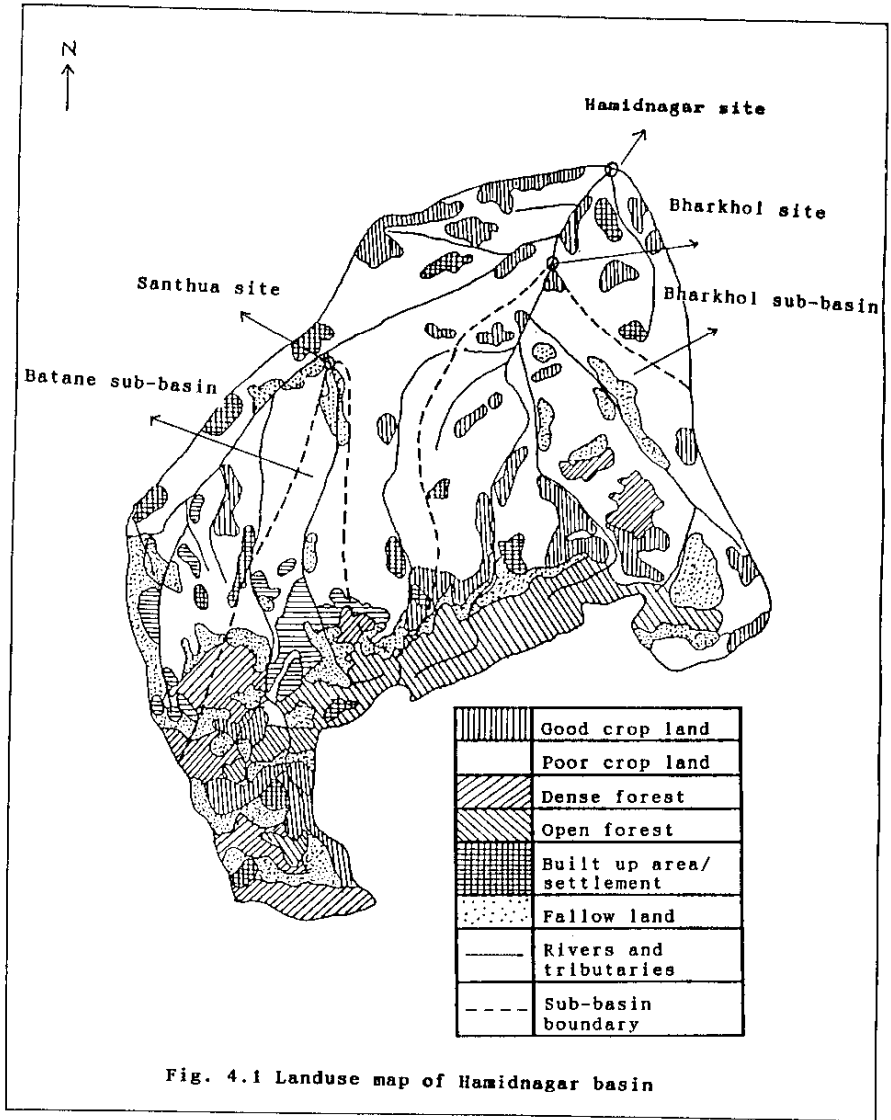 N
Hamidnagar site
Bharkhol site
Santhua site
Bharkhol sub-basin
Batane sub-basin
Good crop land
Poor crop land
Dense forest
Open forest
Built up area/
settlement
Fallow land
Rivers and
tributaries
Sub-basin
boundary
Fig. 4.1 Landuse map of Hamidnagar basin